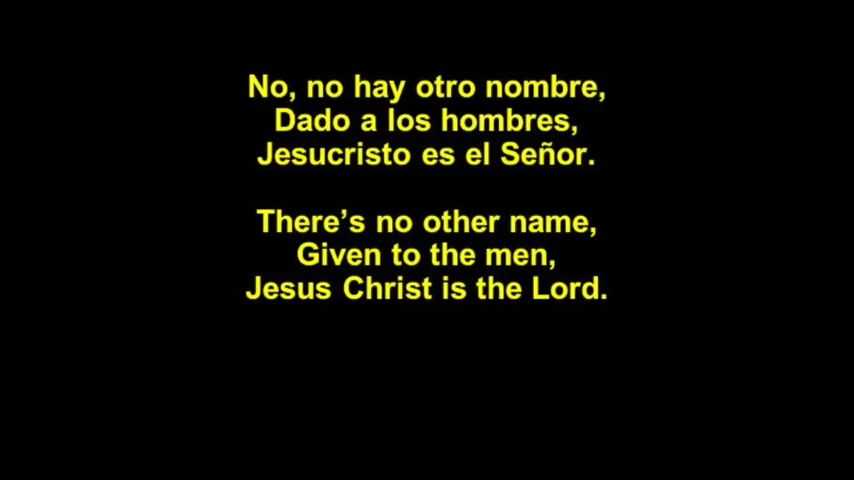 No, no hay otro nombre,
Dado a los hombres,
Jesucristo es el Señor.
There’s no other name,
Given to the men,
Jesus Christ is the Lord.